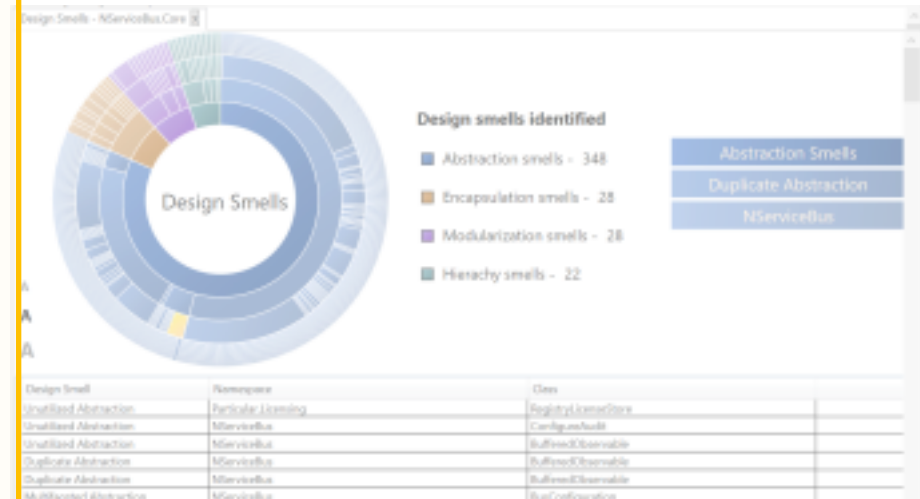 Design Smells - NServiceBus.Core
Design smells identified
Abstraction smells - 348
Encapsulation smells - 28
Modularization smells - 28
Hierachy smells - 22
Design Smells
Abstraction Smells
Duplicate Abstraction
NServiceBus
A
A
A
Design Smell Namespace Class
Unutilized Abstraction Particular.Licensing RegistryLicenseStore
Unutilized Abstraction NServiceBus ConfigureAudit
Unutilized Abstraction NServiceBus BufferedObservable
Duplicate Abstraction NServiceBus BufferedObservable
Duplicate Abstraction NServiceBus BufferedObservable
Multifaceted Abstraction NServiceBus BusConfiguration